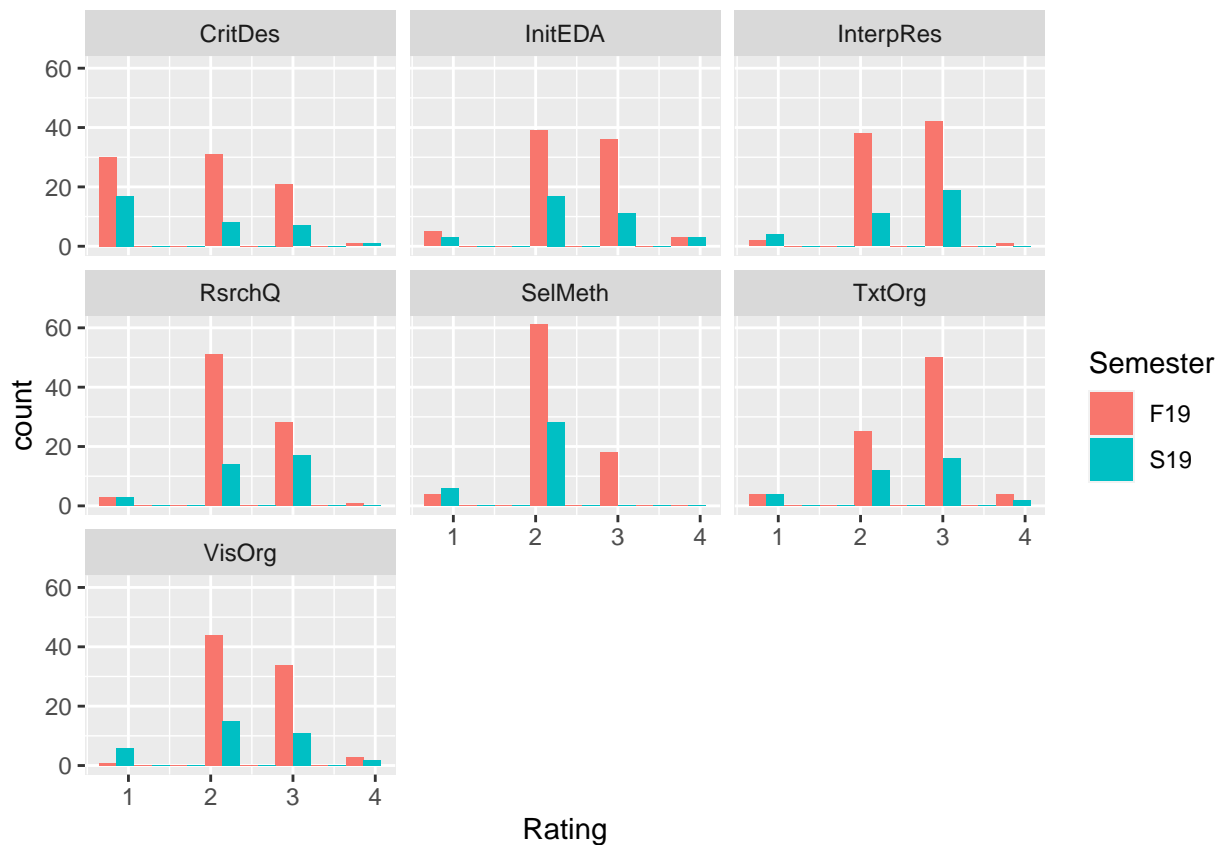 CritDes InitEDA InterpRes
60
40
20
0
RsrchQ SelMeth TxtOrg
60
40
20
0
1 2 3 4 1 2 3 4
VisOrg
60
40
20
0
1 2 3 4
Rating
count
Semester
F19
S19